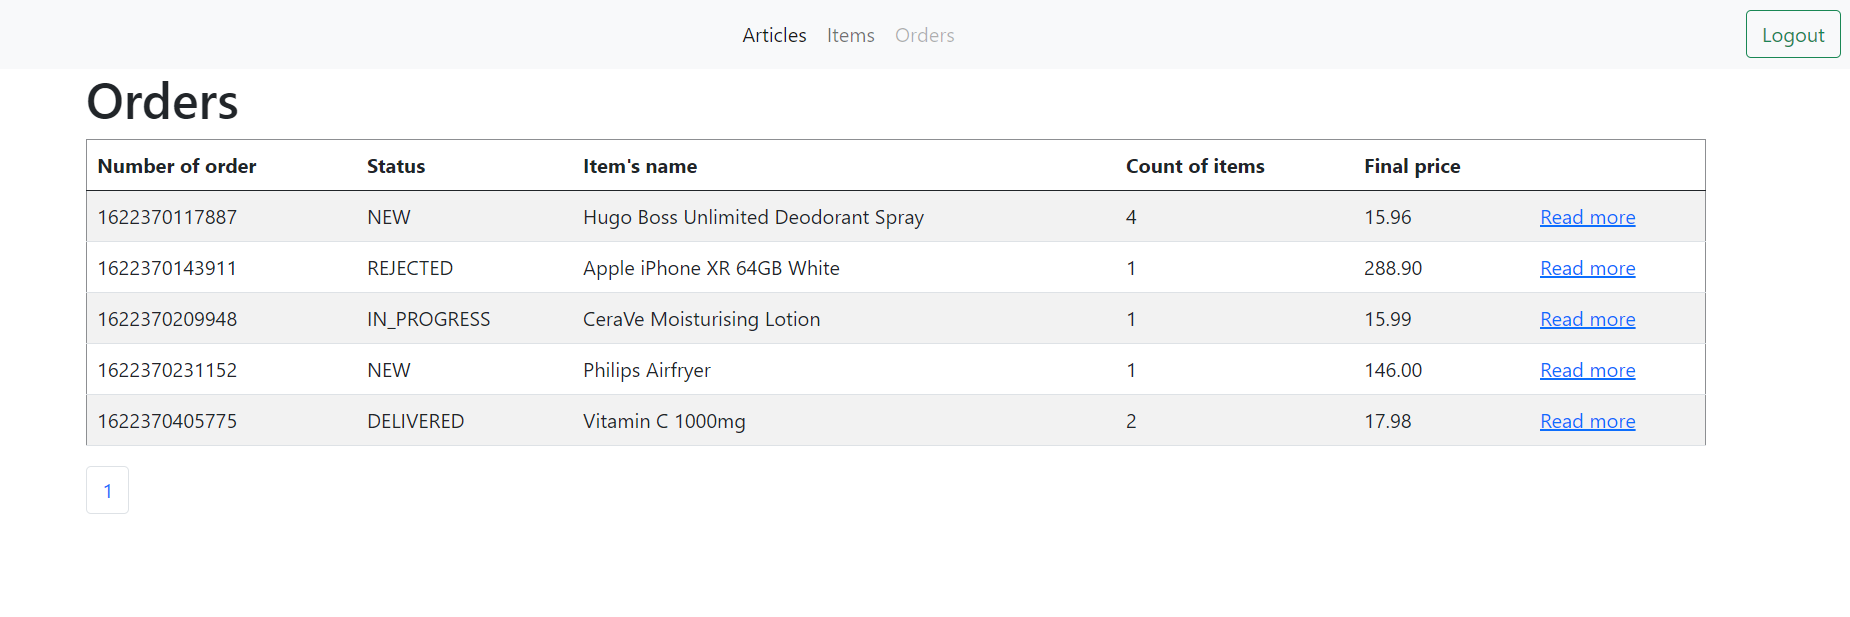 Articles Items Orders Logout
Orders
Number of order Status Item's name Count of items Final price
1622370117887 NEW Hugo Boss Unlimited Deodorant Spray 4 15.96 Read more
1622370143911 REJECTED Apple iPhone XR 64GB White 1 288.90 Read more
1622370209948 IN_PROGRESS CeraVe Moisturising Lotion 1 15.99 Read more
1622370231152 NEW Philips Airfryer 1 146.00 Read more
1622370405775 DELIVERED Vitamin C 1000mg 2 17.98 Read more
1